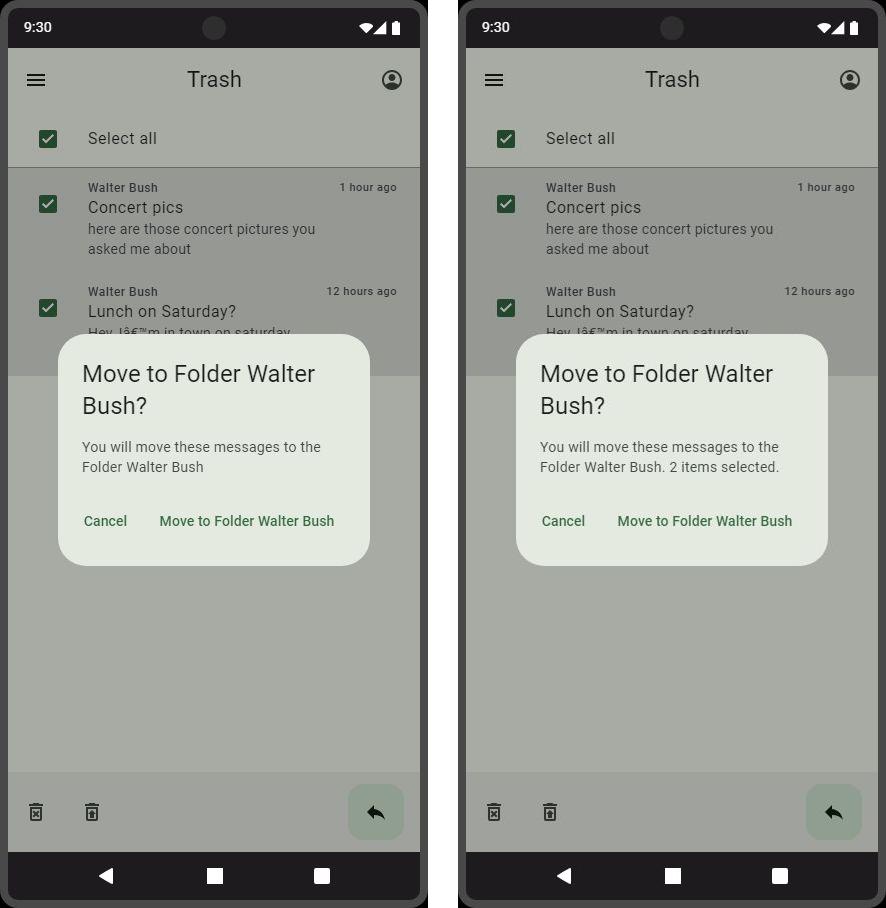 9:30
Trash
Select all
Walter Bush 1 hour ago
Concert pics
here are those concert pictures you
asked me about
Walter Bush 12 hours ago
Lunch on Saturday?
Hey, Iâ€™m in town on saturday
Move to Folder Walter
Bush?
You will move these messages to the
Folder Walter Bush
Cancel Move to Folder Walter Bush
9:30
Trash
Select all
Walter Bush 1 hour ago
Concert pics
here are those concert pictures you
asked me about
Walter Bush 12 hours ago
Lunch on Saturday?
Hey, Iâ€™m in town on saturday
Move to Folder Walter
Bush?
You will move these messages to the
Folder Walter Bush. 2 items selected.
Cancel Move to Folder Walter Bush